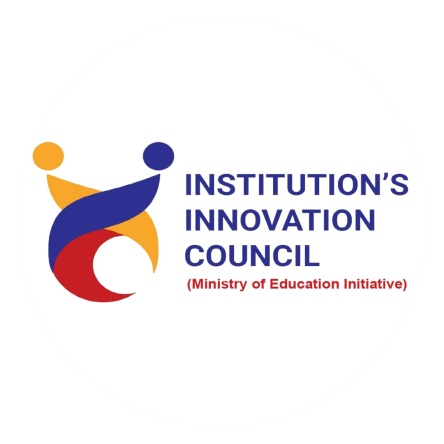 INSTITUTION’S
INNOVATION
COUNCIL
(Ministry of Education Initiative)